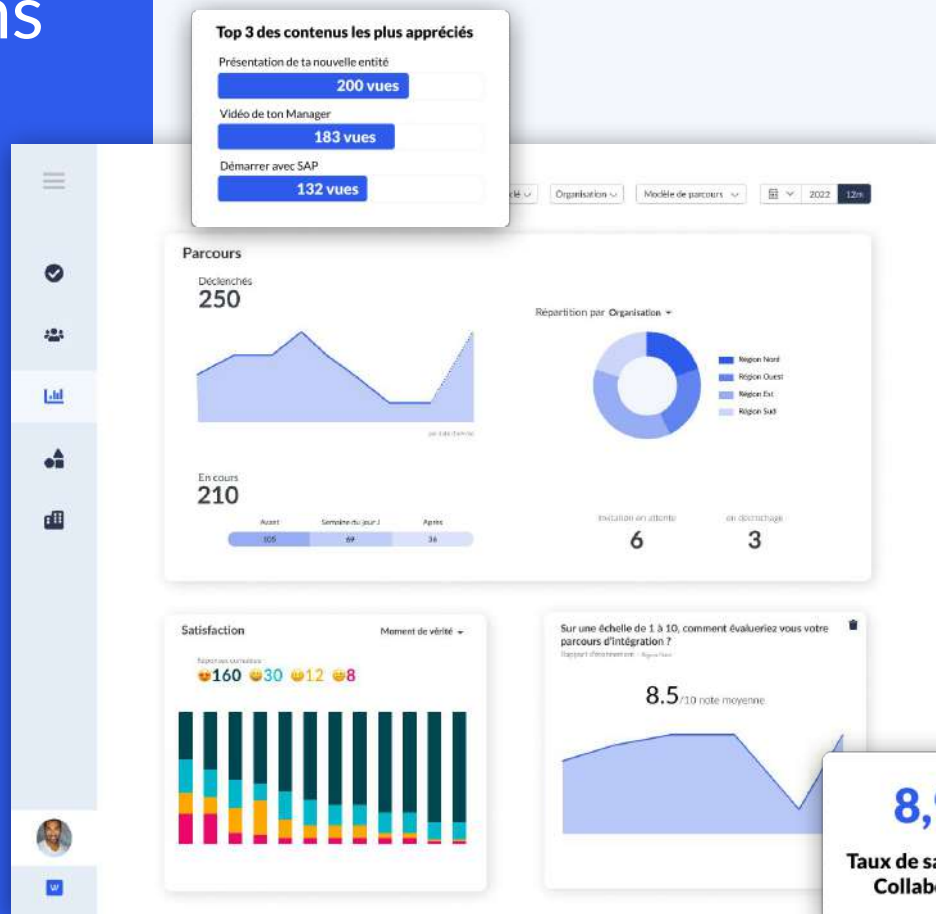 ns
Top 3 des contenus les plus appréciés
Présentation de ta nouvelle entité
200 vues
Vidéo de ton Manager
183 vues
Démarrer avec SAP
132 vues
Organisation
Modèle de parcours
2022
12m
Parcours
Déclenchés
250
Répartition par Organisation
Région Nord
Région Ouest
Région Est
Région Sud
En cours
210
Avant
Semaine du jour J
Après
105
69
36
Invitation en attente
en décrochage
6
3
Satisfaction
Moment de vérité
Réponses cumulées
160 30 12 8
Sur une échelle de 1 à 10, comment évalueriez vous votre
parcours d'intégration ?
8.5/10 note moyenne
8,
Taux de sa
Collab
W